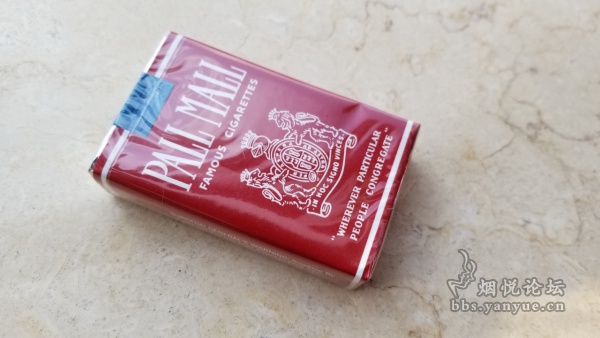 PALL MALL
FAMOUS CIGARETTES
IN HOC SIGNO VINCES
"WHEREVER PARTICULAR
PEOPLE CONGREGATE"
烟悦论坛
bbs.yanyue.cn